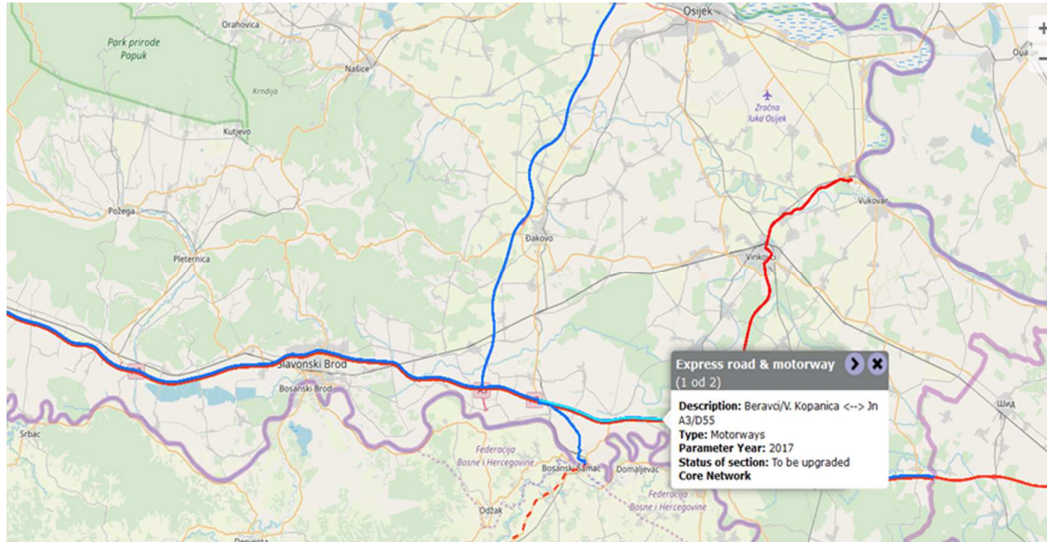 Osijek
Orahovica
Park prirode
Papuk
Našice
Krndija
Kutjevo
Zračna
luka Osijek
Požega
Vukovar
Đakovo
Vinkovci
Pleternica
Slavonski Brod
Bosanski Brod
Express road & motorway
(1 od 2)
Description: Beravci/V. Kopanica <--> Jn
A3/D55
Type: Motorways
Parameter Year: 2017
Status of section: To be upgraded
Core Network
Шид
Srbac
Federacija
Bosne i Hercegovine
Bosanski Šamac
Domaljevac
Odžak
Federacija
Bosne i Hercegovine
Derventa